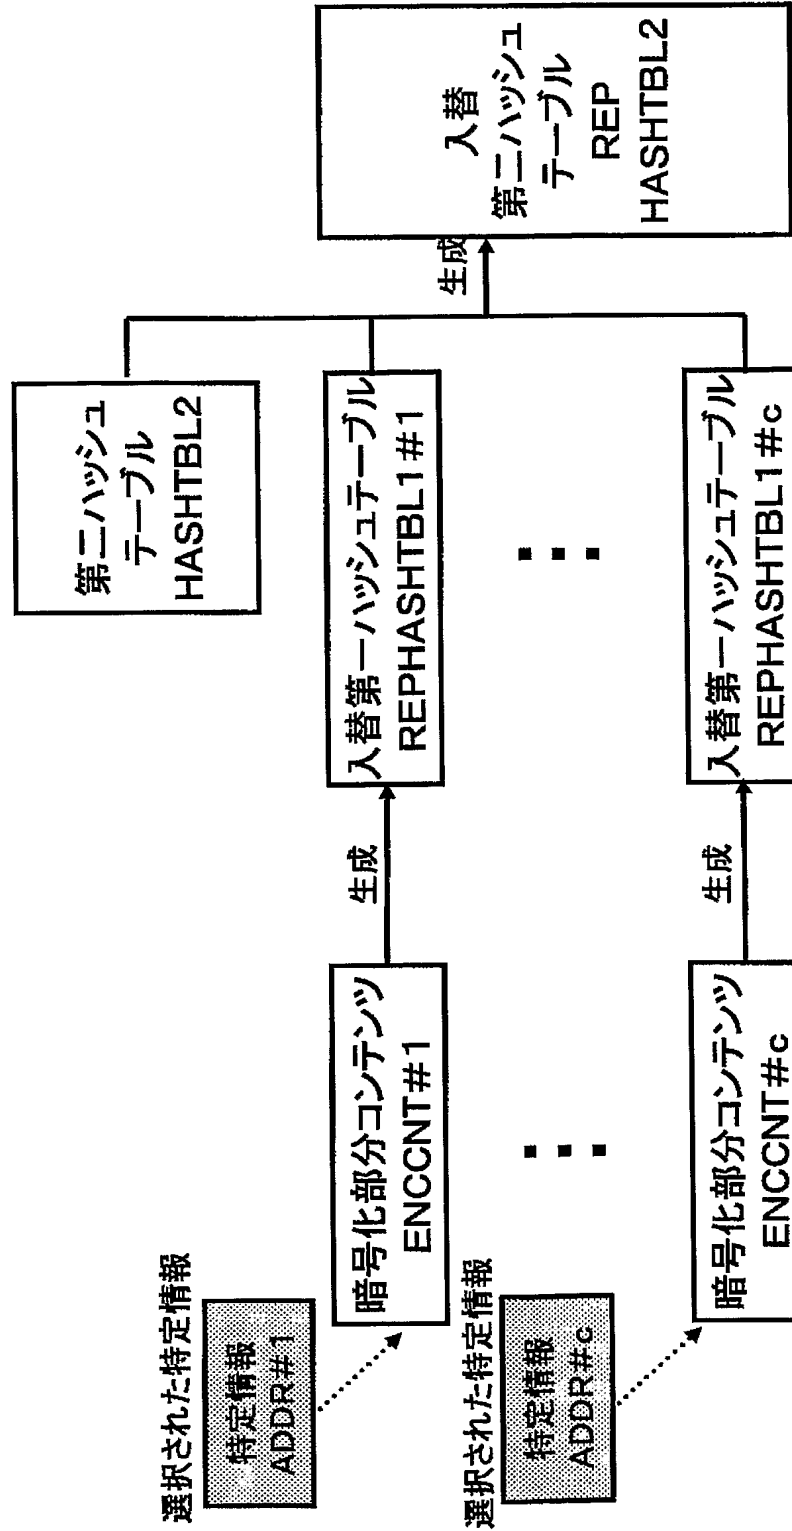 選択された特定情報
特定情報
ADDR#1
暗号化部分コンテンツ
ENCCNT#1
生成
入替第一ハッシュテーブル
REPHASHTBL1#1
第二ハッシュ
テーブル
HASHTBL2
選択された特定情報
特定情報
ADDR#c
暗号化部分コンテンツ
ENCCNT#c
生成
入替第一ハッシュテーブル
REPHASHTBL1#c
生成
入替
第二ハッシュ
テーブル
REP
HASHTBL2